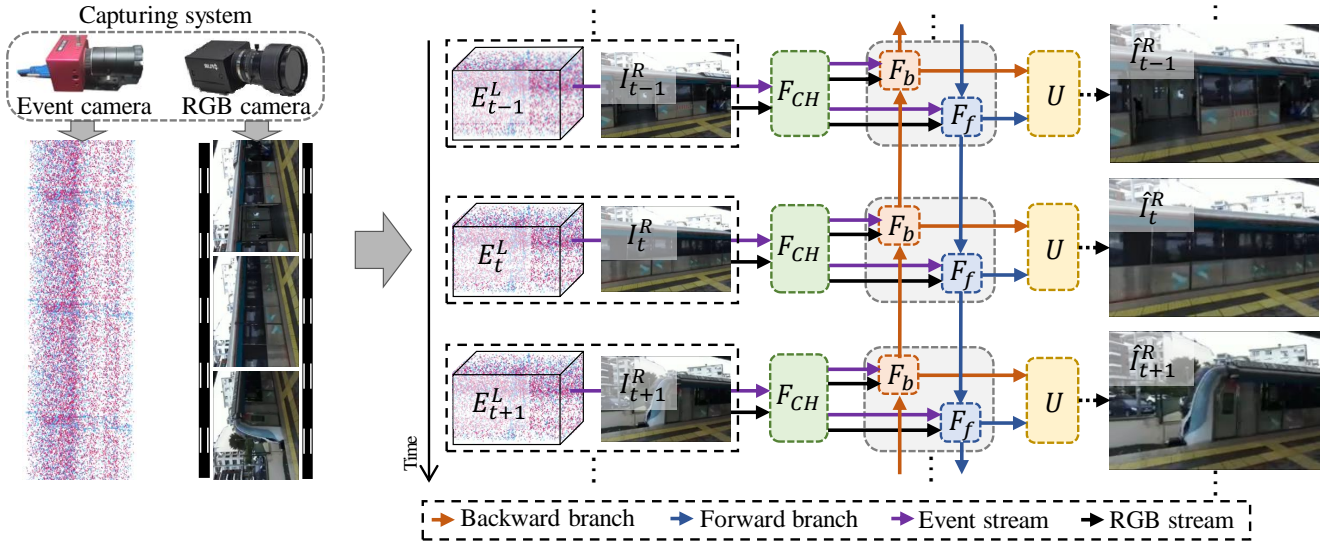 Capturing system
Event camera
RGB camera
Time
E^L_{t-1}
I^R_{t-1}
F_{CH}
F_b
F_f
U
Î^R_{t-1}
E^L_t
I^R_t
F_{CH}
F_b
F_f
U
Î^R_t
E^L_{t+1}
I^R_{t+1}
F_{CH}
F_b
F_f
U
Î^R_{t+1}
Backward branch
Forward branch
Event stream
RGB stream